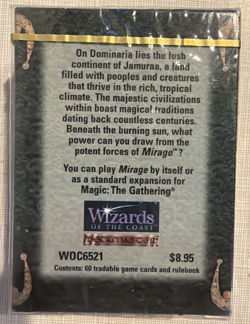 On Dominaria lies the lush
continent of Jamuraa, a land
filled with peoples and creatures
that thrive in the rich, tropical
climate. The majestic civilizations
within boast magical traditions
dating back countless centuries.
Beneath the burning sun, what
power can you draw from the
potent forces of Mirage™?
You can play Mirage by itself or
as a standard expansion for
Magic: The Gathering®
Wizards
OF THE COAST
DECKMASTER
WOC6521 $8.95
Contents: 60 tradable game cards and rulebook